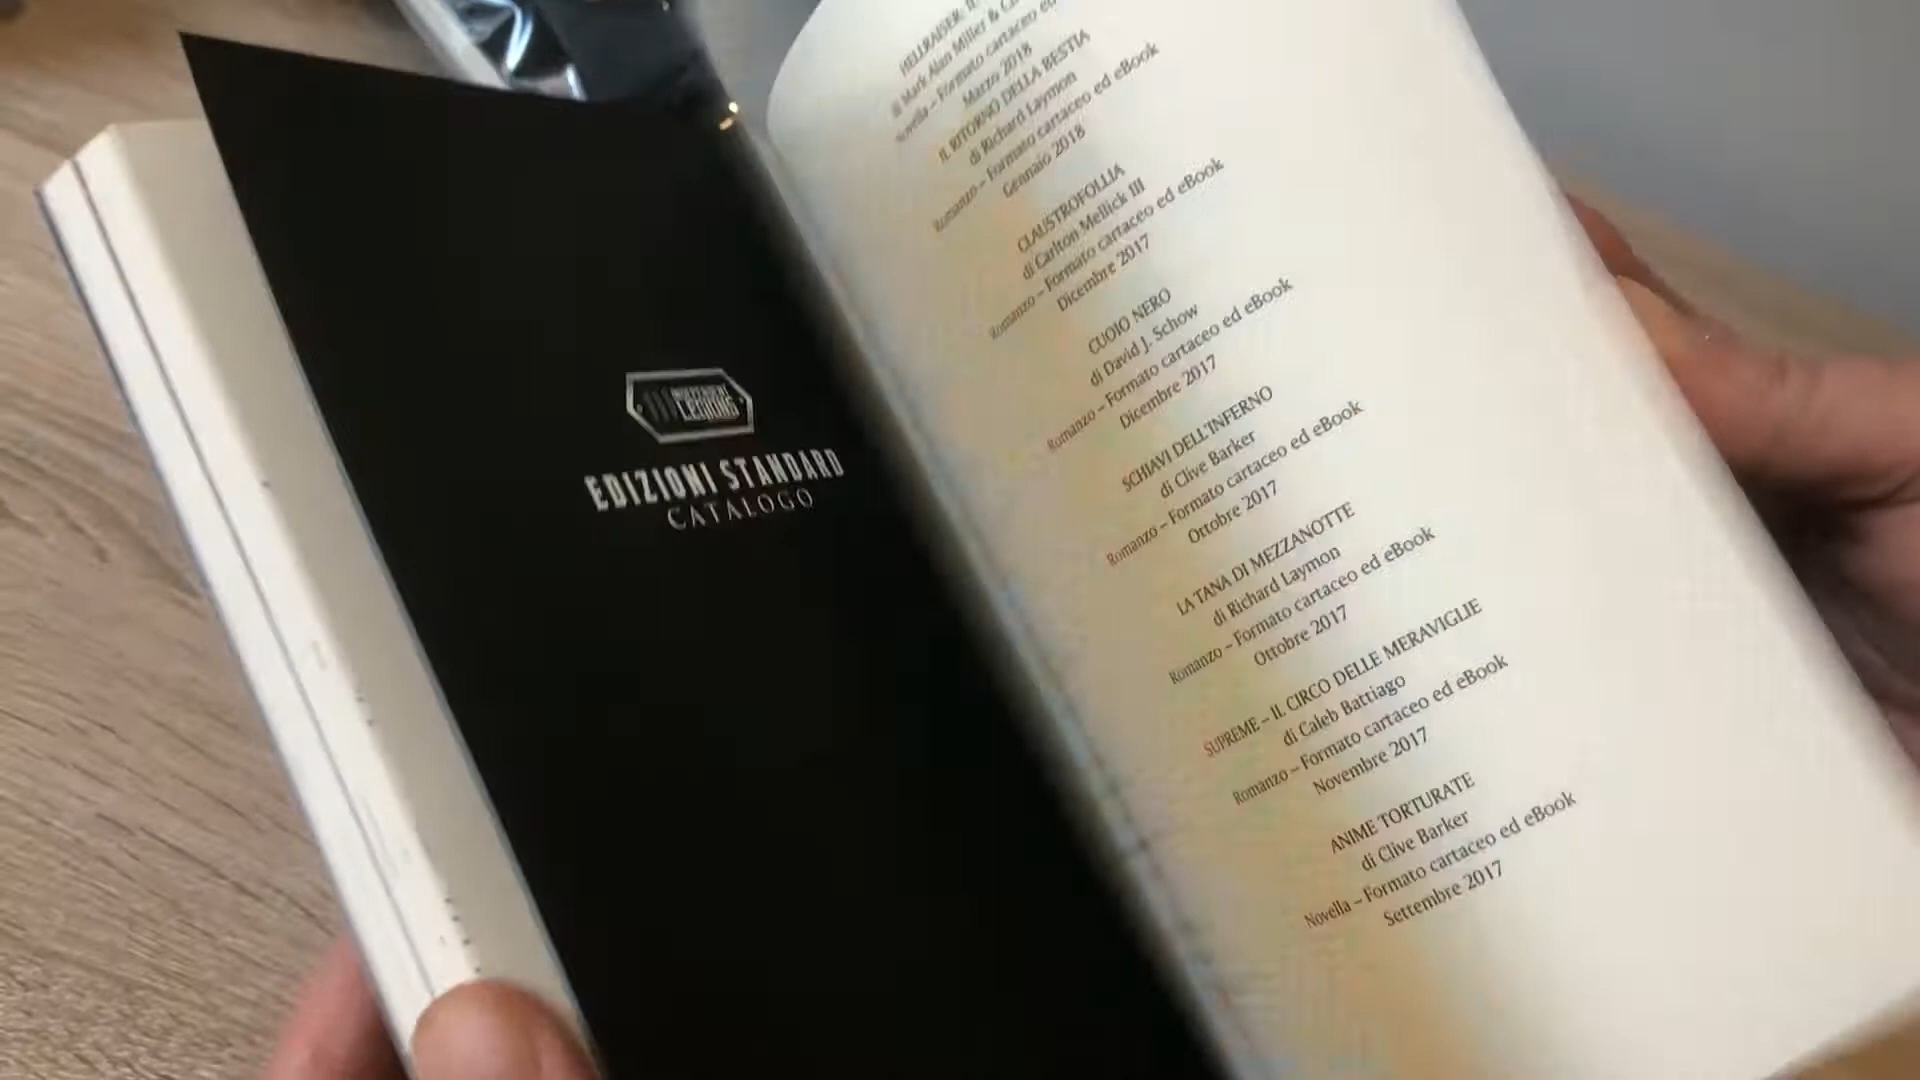 INDEPENDENT
LEGIONS
EDIZIONI STANDARD
CATALOGO
HELLRAISER:
di Mark Alan Miller &
Novella – Formato cartaceo ed
Marzo 2018
IL RITORNO DELLA BESTIA
di Richard Laymon
Romanzo – Formato cartaceo ed eBook
Gennaio 2018
CLAUSTROFOLLIA
di Carlton Mellick III
Romanzo – Formato cartaceo ed eBook
Dicembre 2017
CUOIO NERO
di David J. Schow
Romanzo – Formato cartaceo ed eBook
Dicembre 2017
SCHIAVI DELL'INFERNO
di Clive Barker
Romanzo – Formato cartaceo ed eBook
Ottobre 2017
LA TANA DI MEZZANOTTE
di Richard Laymon
Romanzo – Formato cartaceo ed eBook
Ottobre 2017
SUPREME – IL CIRCO DELLE MERAVIGLIE
di Caleb Battiago
Romanzo – Formato cartaceo ed eBook
Novembre 2017
ANIME TORTURATE
di Clive Barker
Novella – Formato cartaceo ed eBook
Settembre 2017